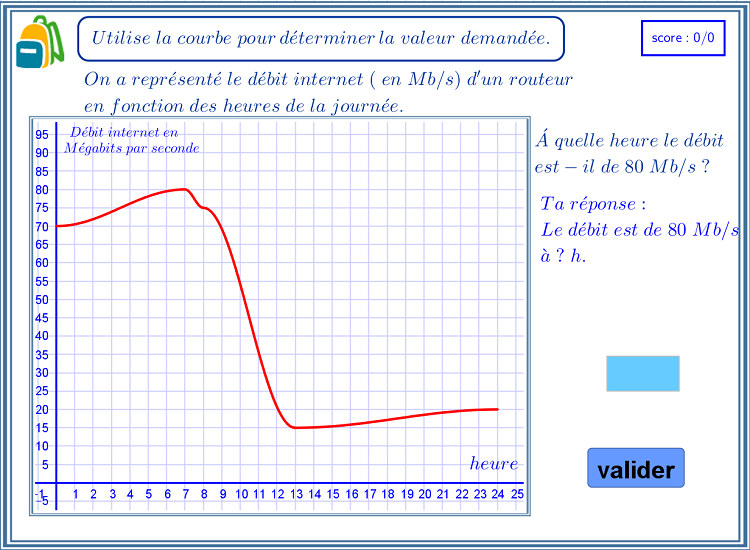 Utilise la courbe pour déterminer la valeur demandée.
score : 0/0
On a représenté le débit internet ( en Mb/s) d'un routeur
en fonction des heures de la journée.
Débit internet en
Mégabits par seconde
95
90
85
80
75
70
65
60
55
50
45
40
35
30
25
20
15
10
5
-5
-1 1 2 3 4 5 6 7 8 9 10 11 12 13 14 15 16 17 18 19 20 21 22 23 24 25
heure
Á quelle heure le débit
est − il de 80 Mb/s ?
Ta réponse :
Le débit est de 80 Mb/s
à ? h.
valider